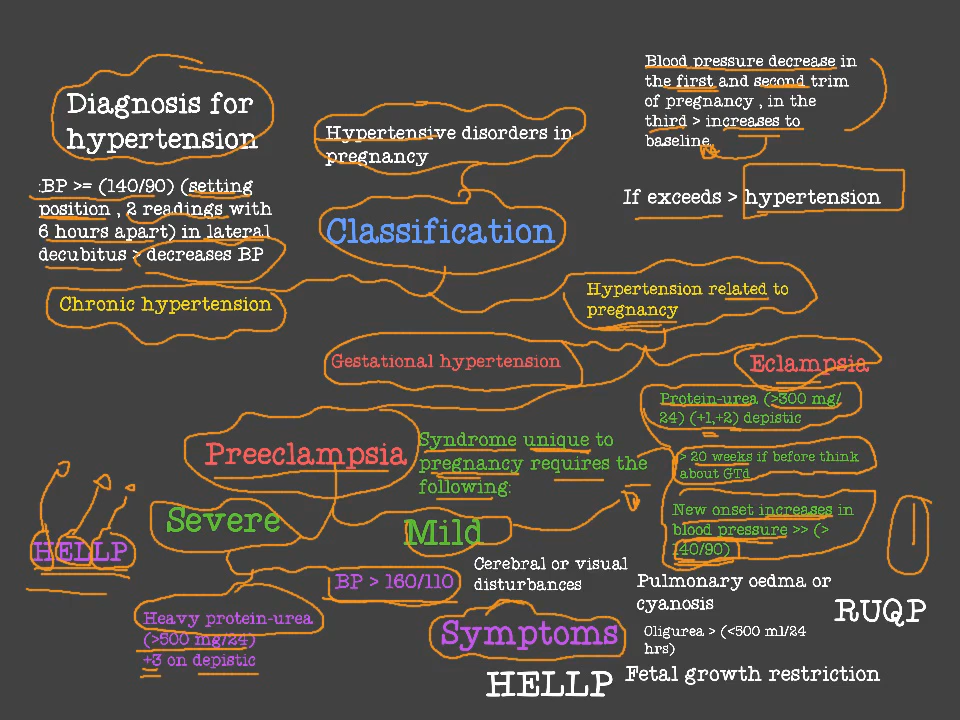 Diagnosis for
hypertension
:BP >= (140/90) (setting
position , 2 readings with
6 hours apart) in lateral
decubitus > decreases BP
Hypertensive disorders in
pregnancy
Classification
Blood pressure decrease in
the first and second trim
of pregnancy , in the
third > increases to
baseline,
If exceeds > hypertension
Chronic hypertension
Hypertension related to
pregnancy
Gestational hypertension
Eclampsia
Preeclampsia
Syndrome unique to
pregnancy requires the
following:
Protein-urea (>300 mg/
24) (+1,+2) depistic
> 20 weeks if before think
about GTd
New onset increases in
blood pressure >> (>
140/90)
Severe
Mild
HELLP
BP > 160/110
Heavy protein-urea
(>500 mg/24)
+3 on depistic
Cerebral or visual
disturbances
Symptoms
HELLP
Pulmonary oedma or
cyanosis
Oligurea > (<500 ml/24
hrs)
Fetal growth restriction
RUQP